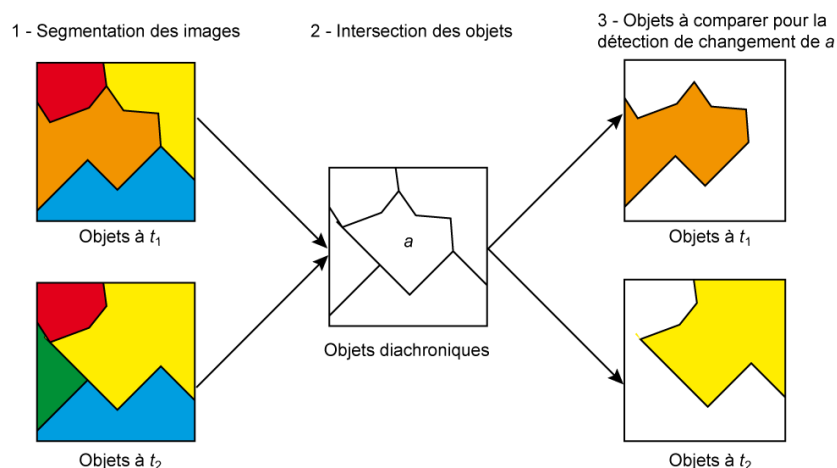 1 - Segmentation des images
2 - Intersection des objets
3 - Objets à comparer pour la
détection de changement de a
Objets à t₁
Objets à t₂
a
Objets diachroniques
Objets à t₁
Objets à t₂